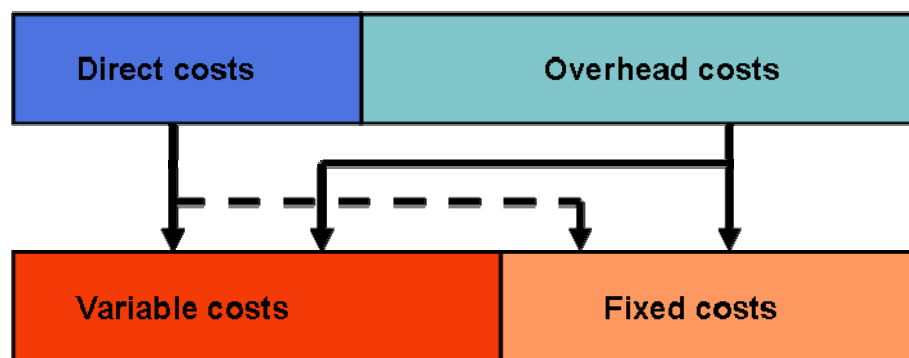 Direct costs
Overhead costs
Variable costs
Fixed costs